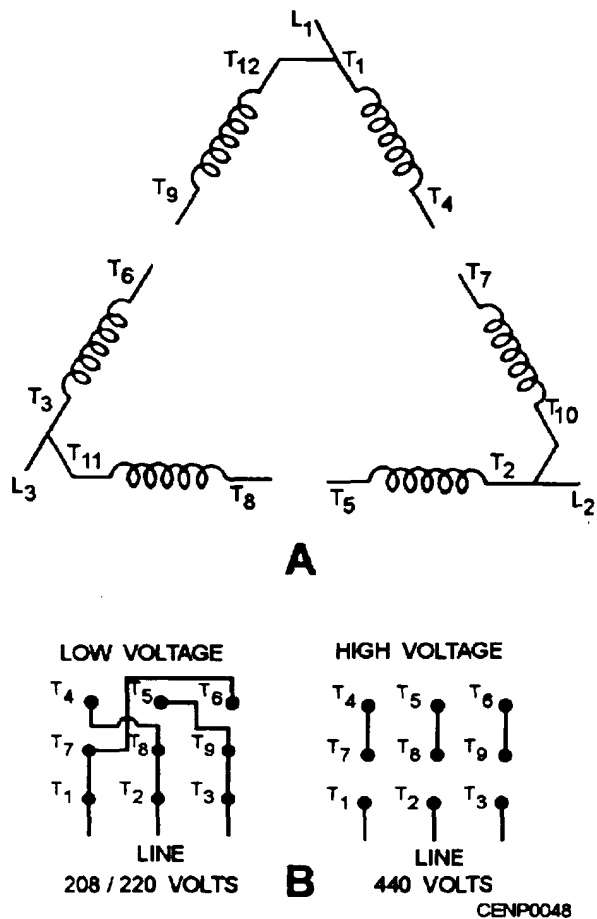 L1
T12 T1
T9 T4
T6 T7
T3 T10
T11 T2
L3 T8 T5 L2
A
LOW VOLTAGE HIGH VOLTAGE
T4 T5 T6 T4 T5 T6
T7 T8 T9 T7 T8 T9
T1 T2 T3 T1 T2 T3
LINE LINE
208 / 220 VOLTS B 440 VOLTS
CENP0048